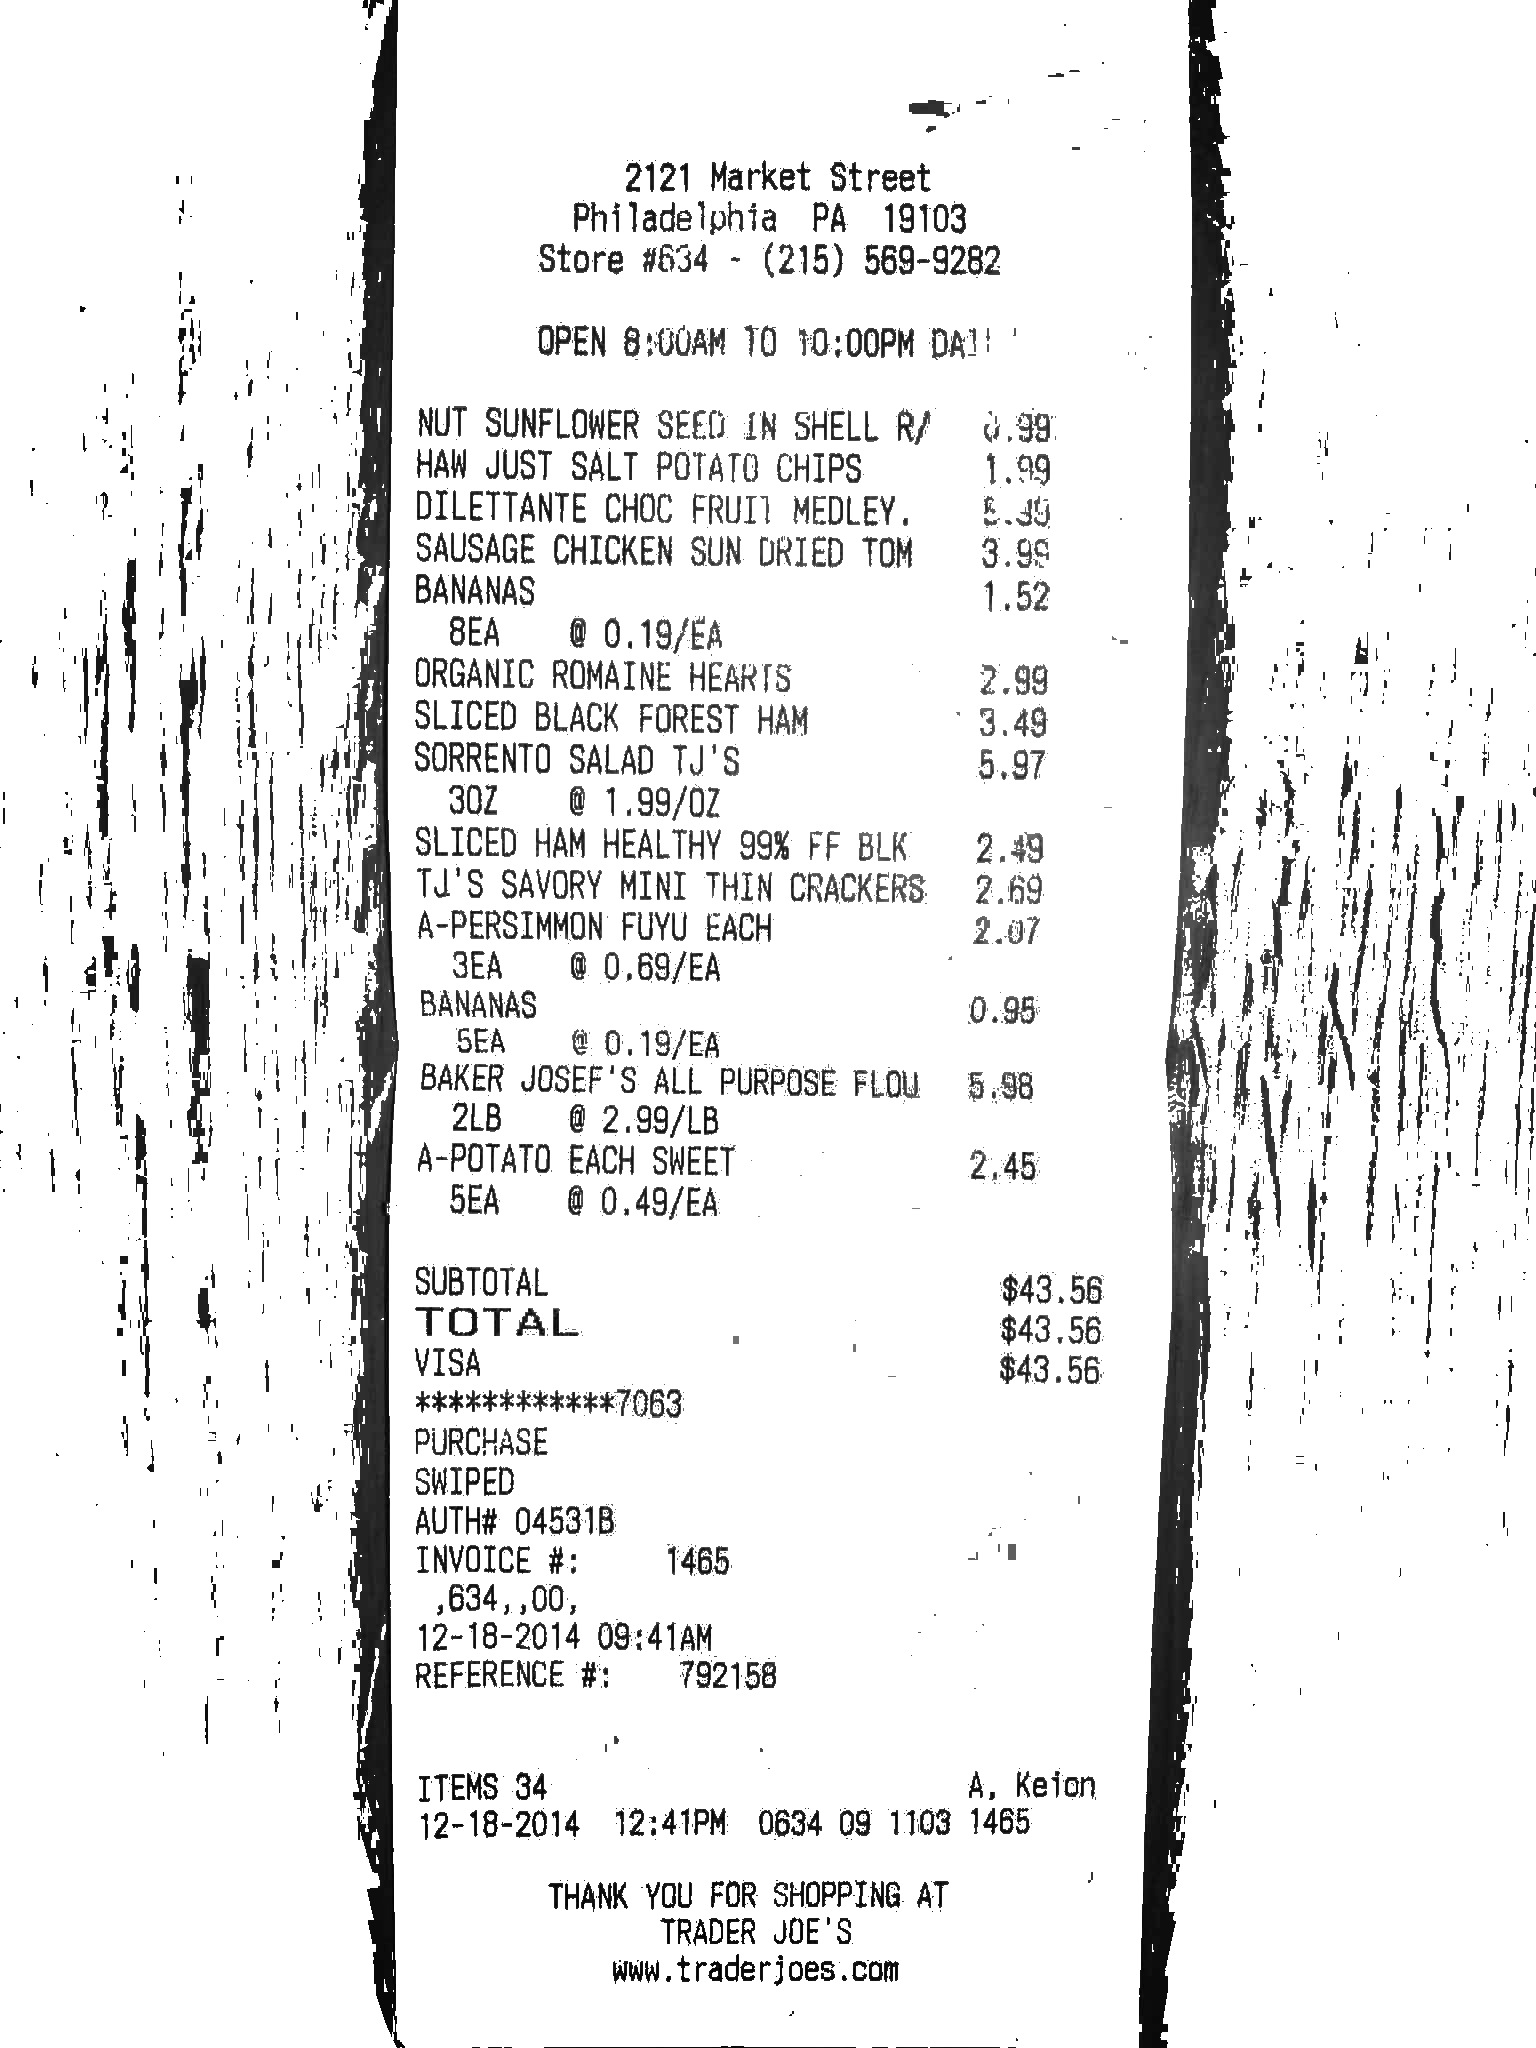 2121 Market Street
Philadelphia PA 19103
Store #634 - (215) 569-9282
OPEN 8:00AM TO 10:00PM
NUT SUNFLOWER SEED IN SHELL R/ 0.99
HAW JUST SALT POTATO CHIPS 1.99
DILETTANTE CHOC FRUIT MEDLEY. 5.99
SAUSAGE CHICKEN SUN DRIED TOM 3.99
BANANAS 1.52
8EA @ 0.19/EA
ORGANIC ROMAINE HEARTS 2.99
SLICED BLACK FOREST HAM 3.49
SORRENTO SALAD TJ'S 5.97
3OZ @ 1.99/OZ
SLICED HAM HEALTHY 99% FF BLK 2.49
TJ'S SAVORY MINI THIN CRACKERS 2.69
A-PERSIMMON FUYU EACH 2.07
3EA @ 0.69/EA
BANANAS 0.95
5EA @ 0.19/EA
BAKER JOSEF'S ALL PURPOSE FLOU 5.98
2LB @ 2.99/LB
A-POTATO EACH SWEET 2.45
5EA @ 0.49/EA
SUBTOTAL $43.56
TOTAL $43.56
VISA $43.56
************7063
PURCHASE
SWIPED
AUTH# 04531B
INVOICE #: 1465
,634,,00,
12-18-2014 09:41AM
REFERENCE #: 792158
ITEMS 34 A, Keion
12-18-2014 12:41PM 0634 09 1103 1465
THANK YOU FOR SHOPPING AT
TRADER JOE'S
www.traderjoes.com